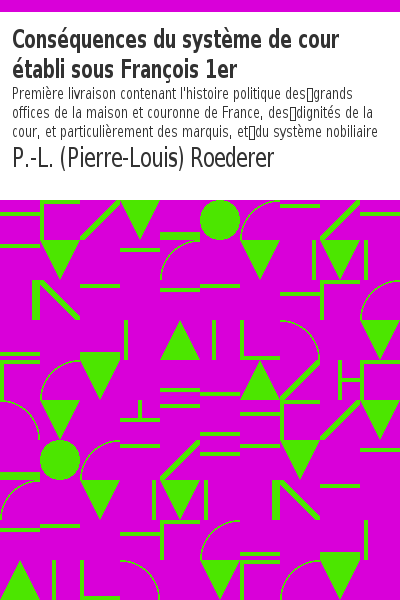 Conséquences du système de cour
établi sous François 1er
Première livraison contenant l'histoire politique des▯grands
offices de la maison et couronne de France, des▯dignités de la
cour, et particulièrement des marquis, et▯du système nobiliaire
P.-L. (Pierre-Louis) Roederer